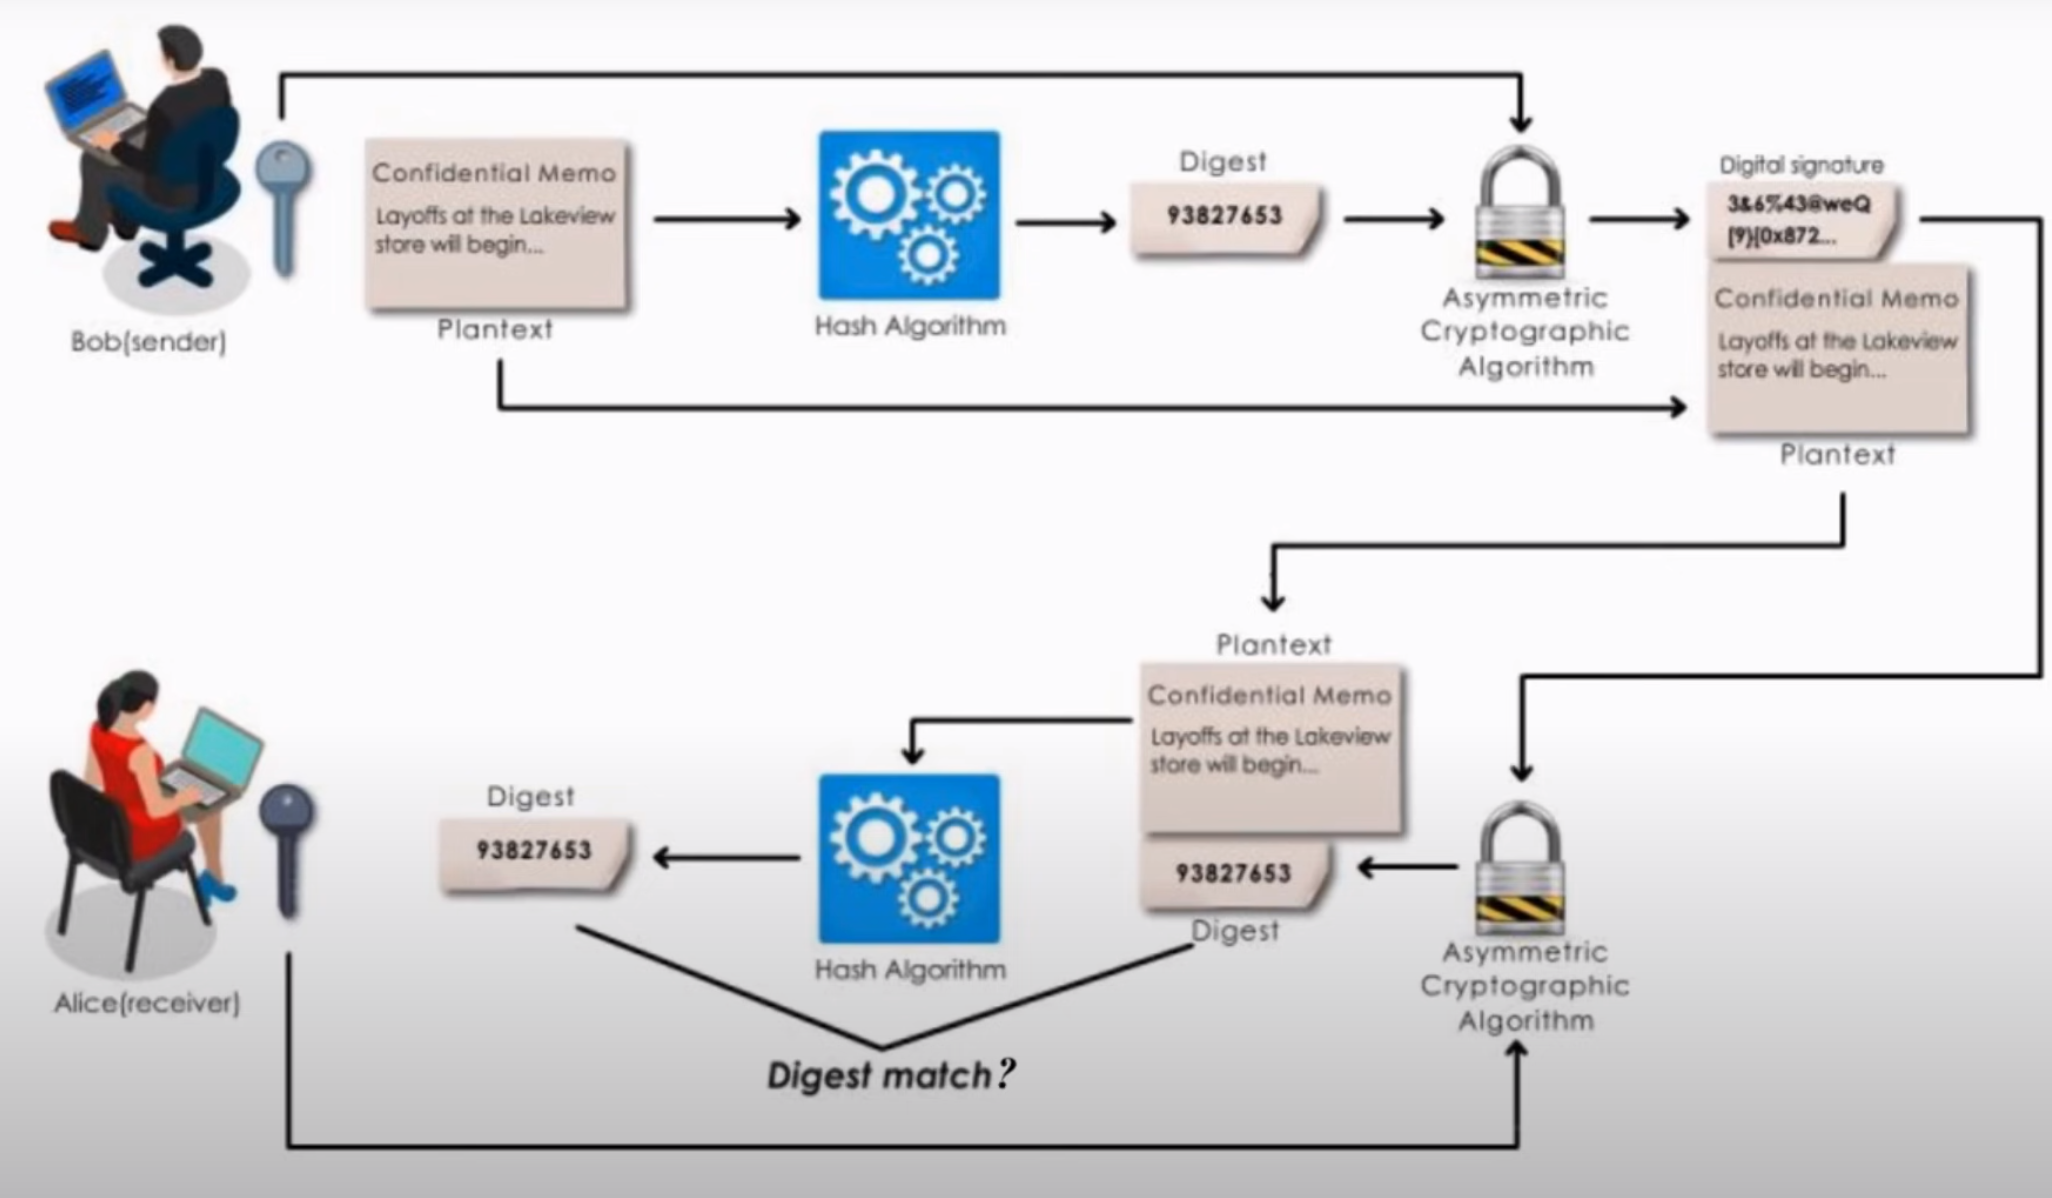 Bob(sender)
Confidential Memo
Layoffs at the Lakeview
store will begin...
Plantext
Hash Algorithm
Digest
93827653
Asymmetric
Cryptographic
Algorithm
Digital signature
3&6%43@weQ
[9}[0x872...
Confidential Memo
Layoffs at the Lakeview
store will begin...
Plantext
Plantext
Confidential Memo
Layoffs at the Lakeview
store will begin...
93827653
Digest
Asymmetric
Cryptographic
Algorithm
Hash Algorithm
Digest
93827653
Alice(receiver)
Digest match?